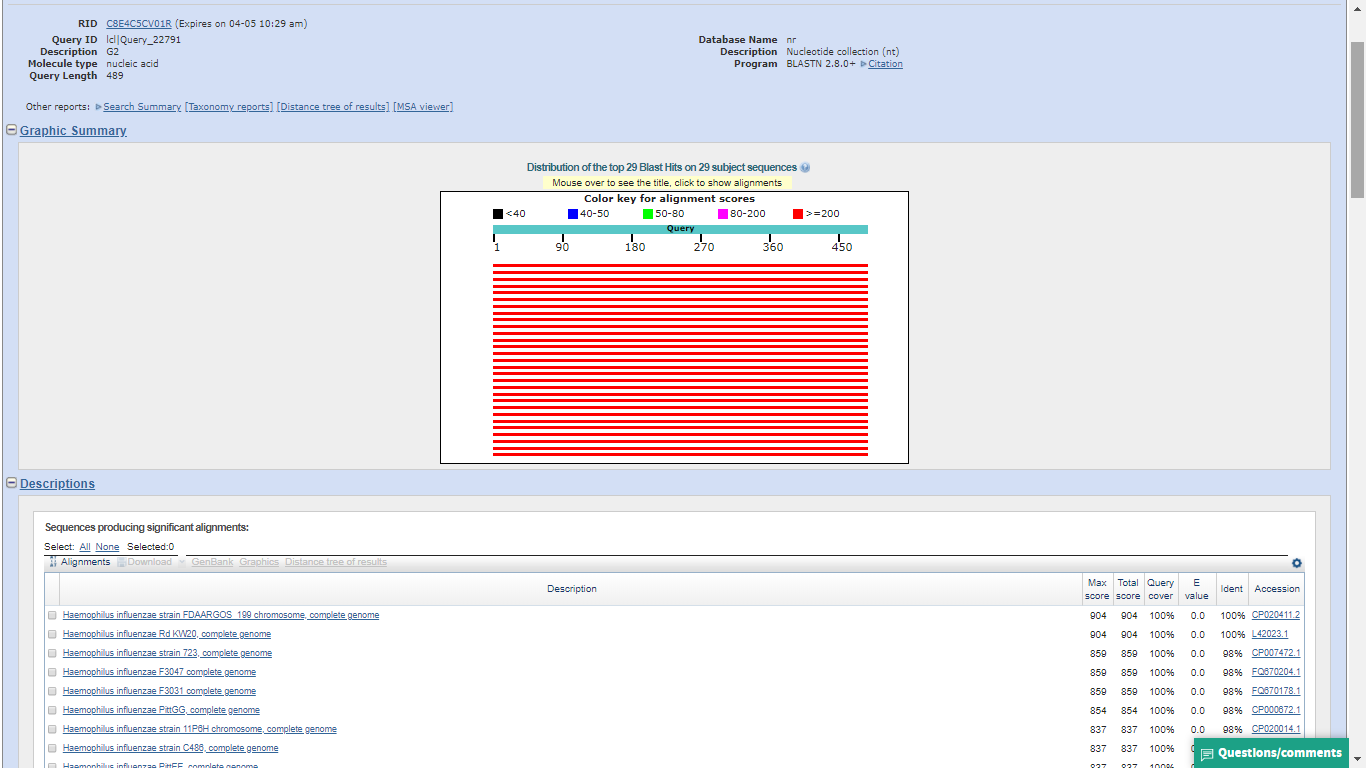 RID C8E4C5CV01R (Expires on 04-05 10:29 am)
Query ID lcl|Query_22791
Description G2
Molecule type nucleic acid
Query Length 489
Database Name nr
Description Nucleotide collection (nt)
Program BLASTN 2.8.0+ Citation
Other reports: Search Summary [Taxonomy reports] [Distance tree of results] [MSA viewer]
Graphic Summary
Distribution of the top 29 Blast Hits on 29 subject sequences
Mouse over to see the title, click to show alignments
Color key for alignment scores
<40 40-50 50-80 80-200 >=200
Query
1 90 180 270 360 450
Descriptions
Sequences producing significant alignments:
Select: All None Selected:0
Alignments Download GenBank Graphics Distance tree of results
Description Max score Total score Query cover E value Ident Accession
Haemophilus influenzae strain FDAARGOS_199 chromosome, complete genome 904 904 100% 0.0 100% CP020411.2
Haemophilus influenzae Rd KW20, complete genome 904 904 100% 0.0 100% L42023.1
Haemophilus influenzae strain 723, complete genome 859 859 100% 0.0 98% CP007472.1
Haemophilus influenzae F3047 complete genome 859 859 100% 0.0 98% FQ670204.1
Haemophilus influenzae F3031 complete genome 859 859 100% 0.0 98% FQ670178.1
Haemophilus influenzae PittGG, complete genome 854 854 100% 0.0 98% CP000672.1
Haemophilus influenzae strain 11P6H chromosome, complete genome 837 837 100% 0.0 98% CP020014.1
Haemophilus influenzae strain C486, complete genome 837 837 100%
Haemophilus influenzae PittEE, complete genome 837 837 100%
Questions/comments